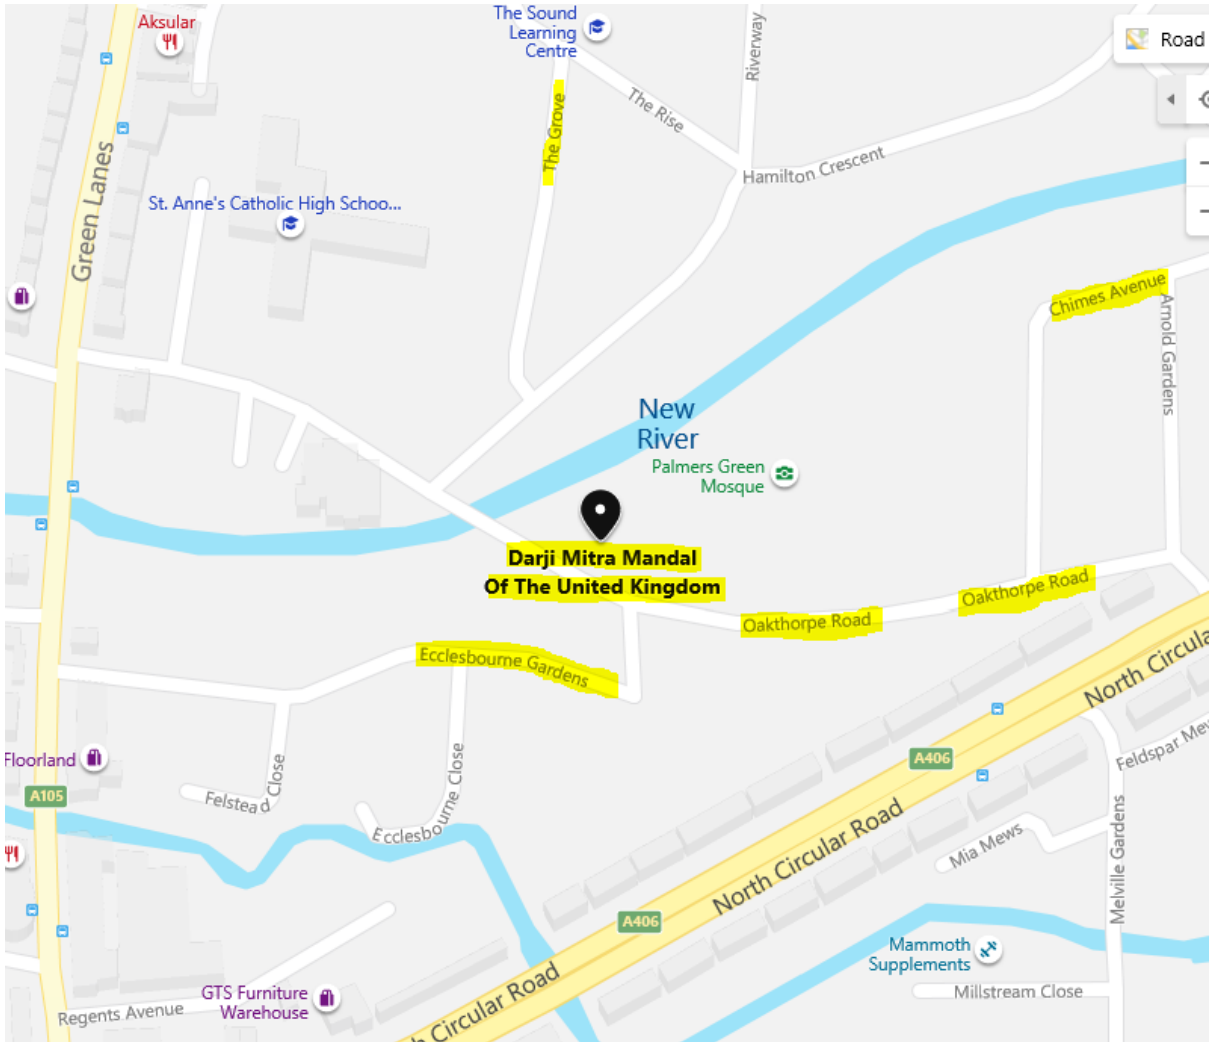 Aksular
The Sound
Learning
Centre
Riverway
Road
The Grove
The Rise
Green Lanes
Hamilton Crescent
St. Anne's Catholic High Schoo...
Chimes Avenue
Arnold Gardens
New
River
Palmers Green
Mosque
Darji Mitra Mandal
Of The United Kingdom
Oakthorpe Road
Oakthorpe Road
Ecclesbourne Gardens
North Circula
Floorland
A406
Feldspar Mew
A105
Felstead Close
Ecclesbourne Close
North Circular Road
Mia Mews
Melville Gardens
A406
Mammoth
Supplements
GTS Furniture
Warehouse
Millstream Close
Regents Avenue
h Circular Road